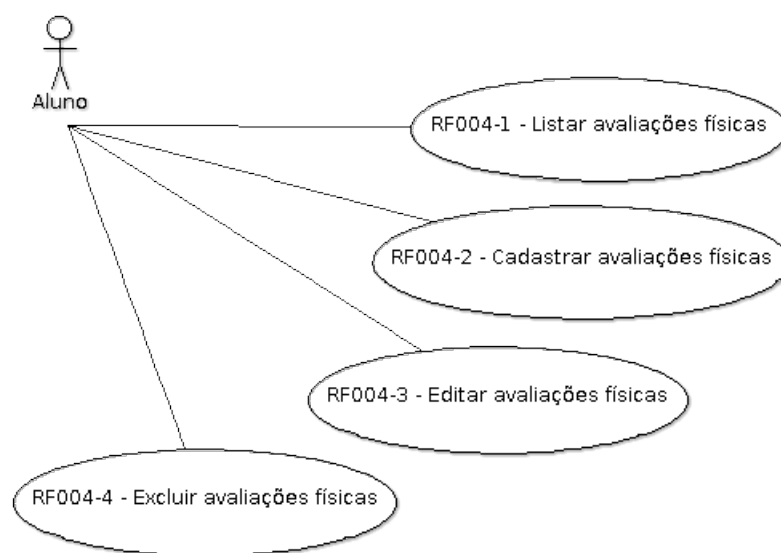 Aluno
RF004-1 - Listar avaliações físicas
RF004-2 - Cadastrar avaliações físicas
RF004-3 - Editar avaliações físicas
RF004-4 - Excluir avaliações físicas